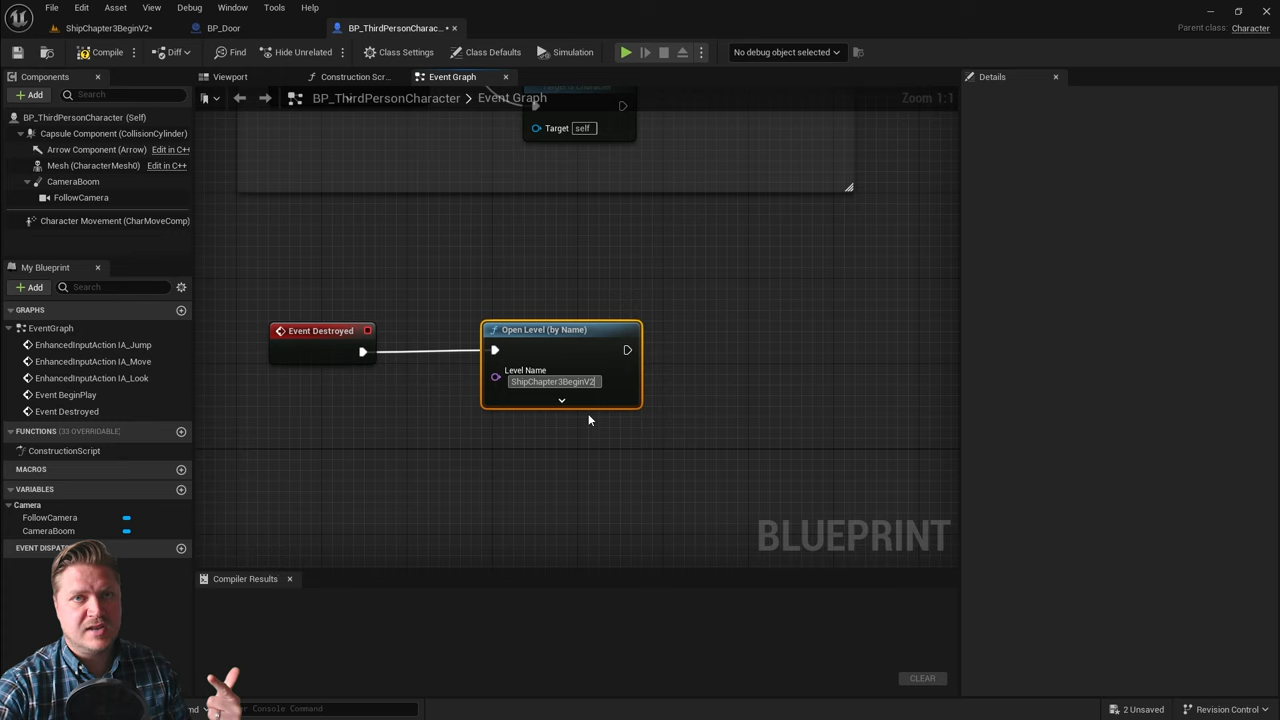 File Edit Asset View Debug Window Tools Help
ShipChapter3BeginV2•
BP_Door
BP_ThirdPersonCharac... •
Parent class: Character
Compile
Diff
Find
Hide Unrelated
Class Settings
Class Defaults
Simulation
No debug object selected
Components
Add
Search
BP_ThirdPersonCharacter (Self)
Capsule Component (CollisionCylinder)
Arrow Component (Arrow) Edit in C++
Mesh (CharacterMesh0) Edit in C++
CameraBoom
FollowCamera
Character Movement (CharMoveComp)
My Blueprint
Add
Search
GRAPHS
EventGraph
EnhancedInputAction IA_Jump
EnhancedInputAction IA_Move
EnhancedInputAction IA_Look
Event BeginPlay
Event Destroyed
FUNCTIONS (33 OVERRIDABLE)
ConstructionScript
MACROS
VARIABLES
Camera
FollowCamera
CameraBoom
EVENT DISPATC
Viewport
Construction Scr...
Event Graph
BP_ThirdPersonCharacter > Event Graph
Zoom 1:1
Target is Character
Target self
Event Destroyed
Open Level (by Name)
Level Name
ShipChapter3BeginV2
BLUEPRINT
Compiler Results
CLEAR
Details
md
er Console Command
2 Unsaved
Revision Control